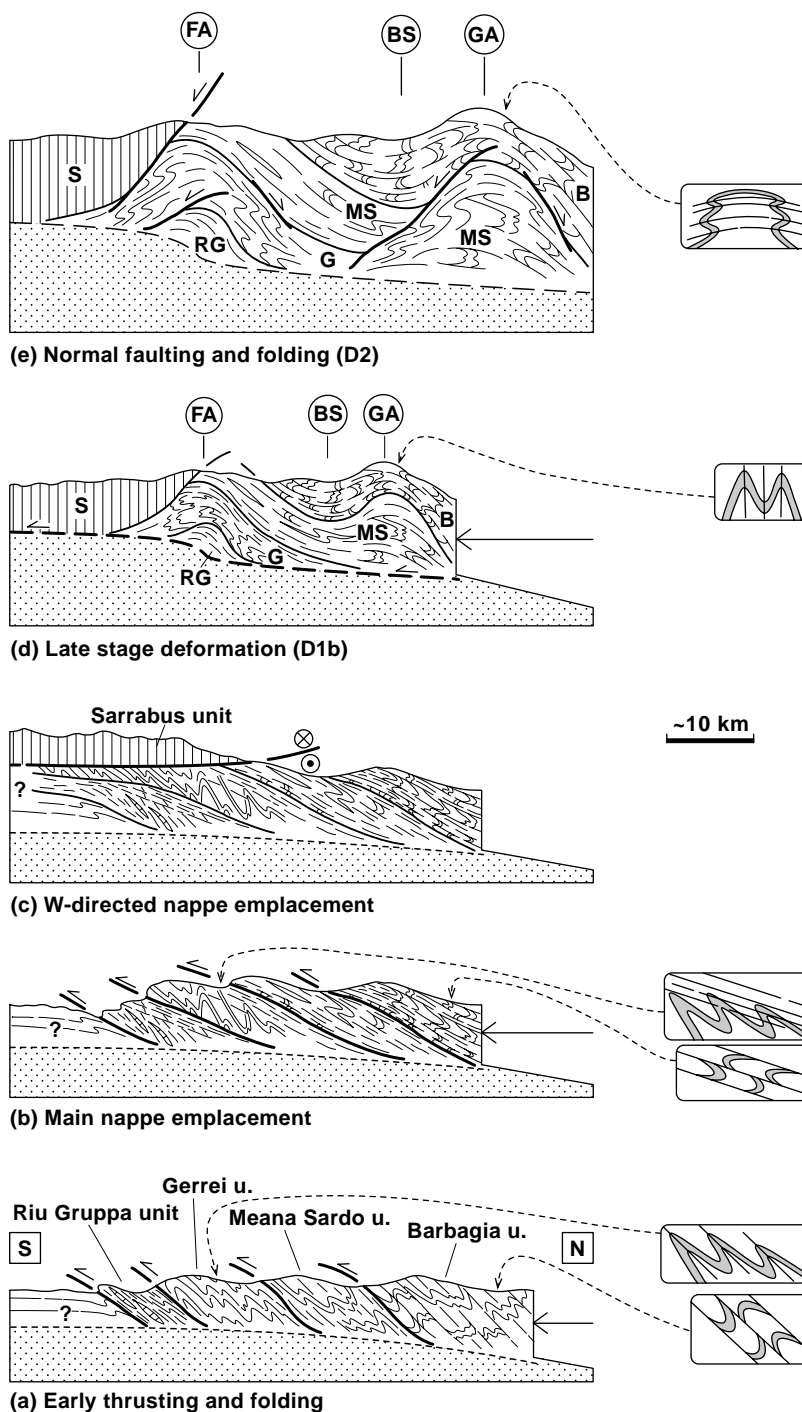 FA
BS
GA
S
B
MS
MS
RG
G
(e) Normal faulting and folding (D2)
FA
BS
GA
S
B
MS
G
RG
(d) Late stage deformation (D1b)
Sarrabus unit
~10 km
?
(c) W-directed nappe emplacement
?
(b) Main nappe emplacement
Gerrei u.
Riu Gruppa unit
Meana Sardo u.
Barbagia u.
S
N
?
(a) Early thrusting and folding